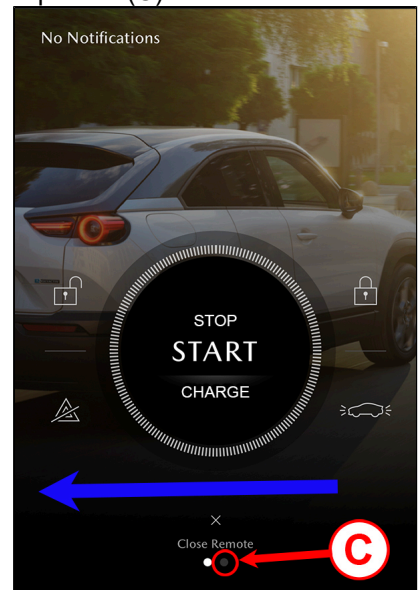 No Notifications
STOP
START
CHARGE
Close Remote
C